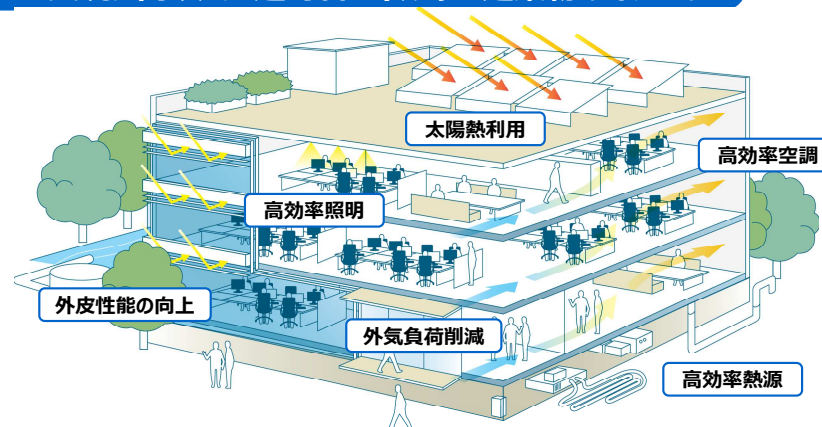 太陽熱利用
高効率空調
高効率照明
外皮性能の向上
外気負荷削減
高効率熱源